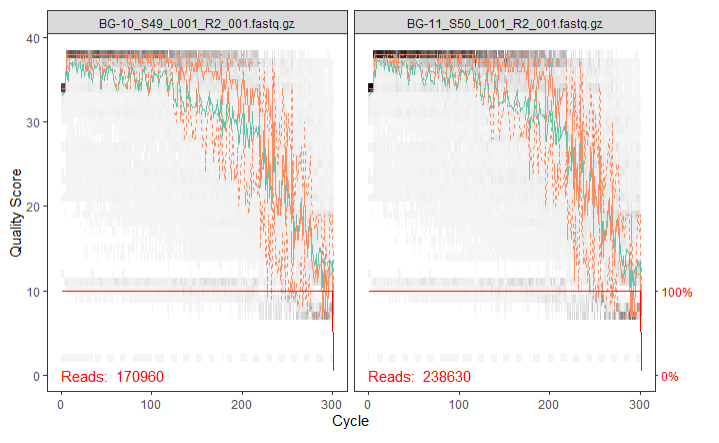 BG-10_S49_L001_R2_001.fastq.gz
BG-11_S50_L001_R2_001.fastq.gz
Quality Score
40
30
20
10
0
100%
0%
Reads: 170960
Reads: 238630
0 100 200 300
0 100 200 300
Cycle